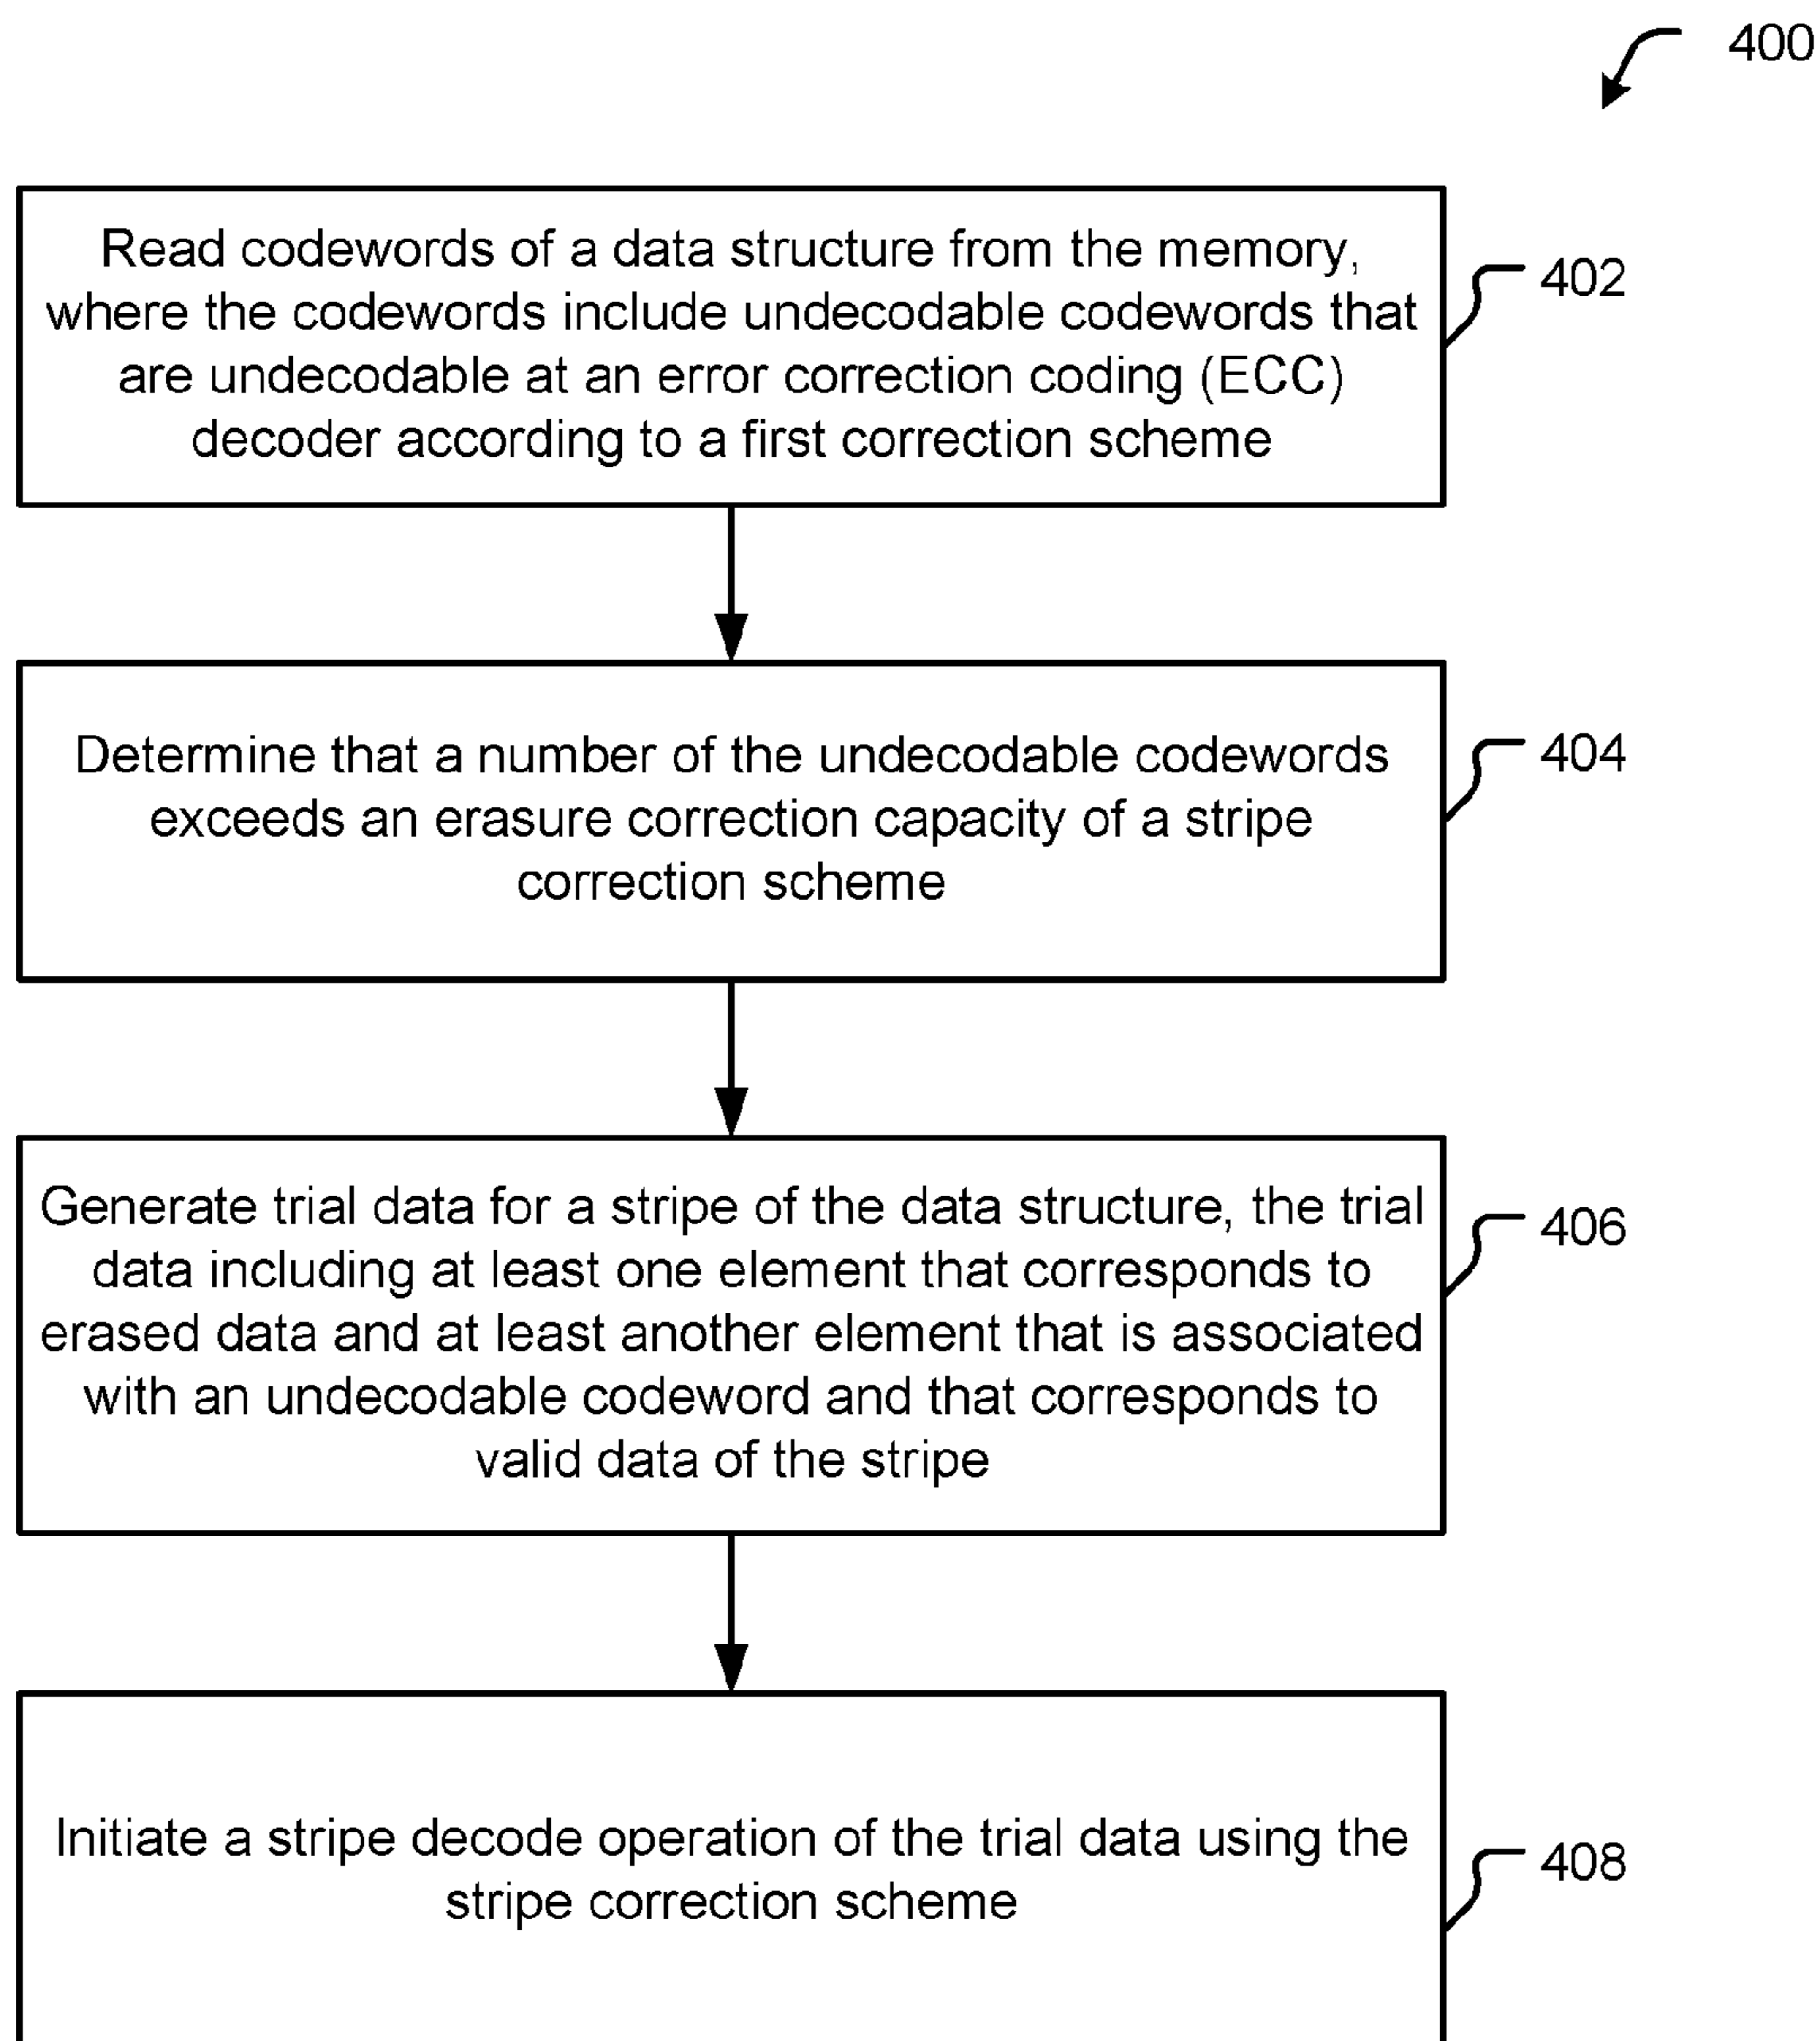 400
Read codewords of a data structure from the memory,
where the codewords include undecodable codewords that
are undecodable at an error correction coding (ECC)
decoder according to a first correction scheme
402
Determine that a number of the undecodable codewords
exceeds an erasure correction capacity of a stripe
correction scheme
404
Generate trial data for a stripe of the data structure, the trial
data including at least one element that corresponds to
erased data and at least another element that is associated
with an undecodable codeword and that corresponds to
valid data of the stripe
406
Initiate a stripe decode operation of the trial data using the
stripe correction scheme
408